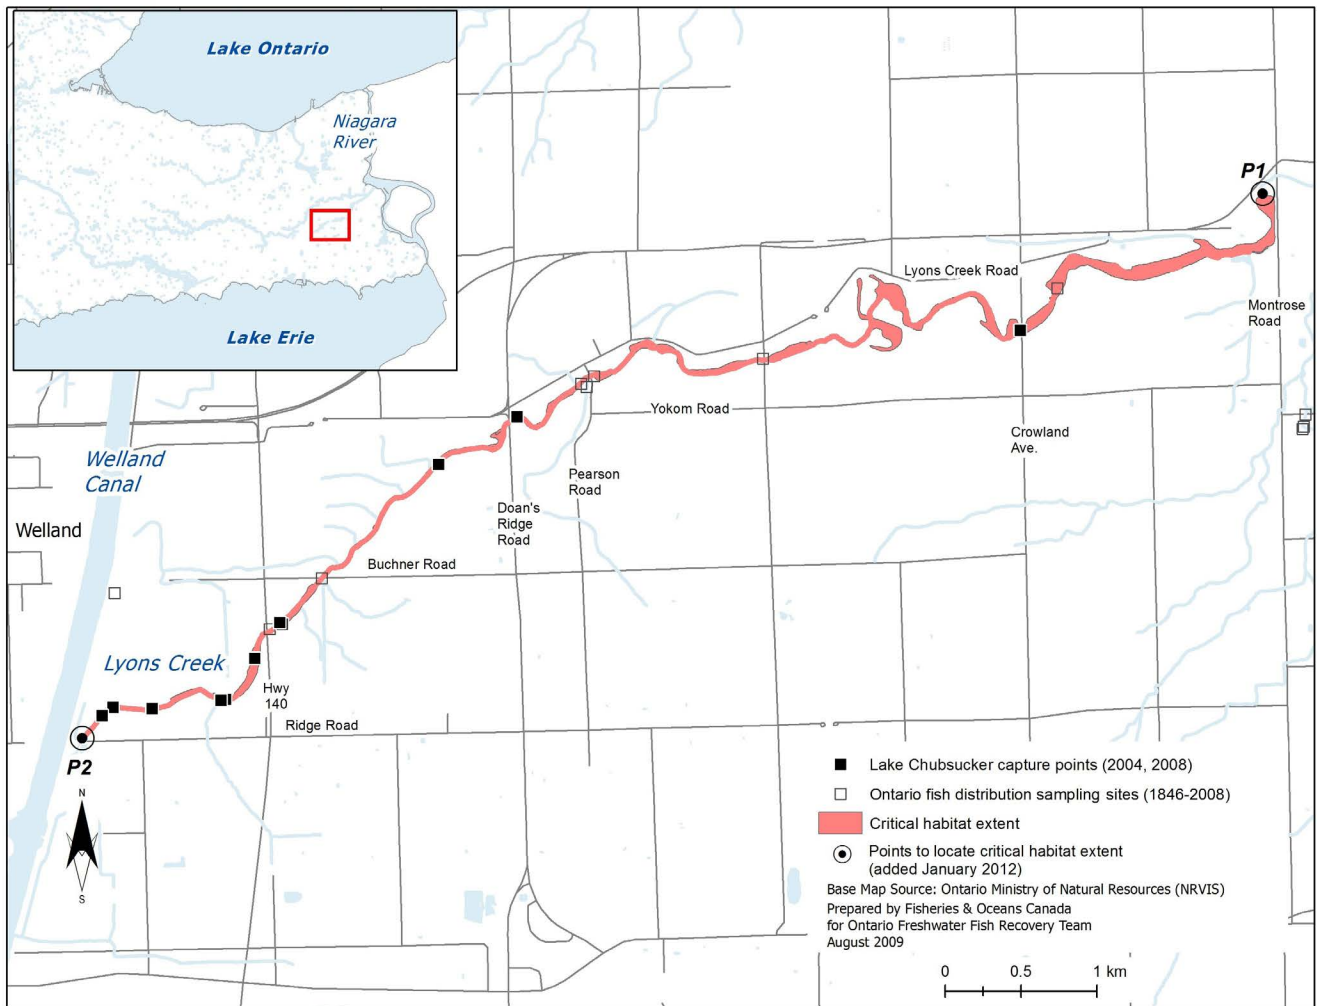 Lake Ontario
Niagara
River
Lake Erie
P1
Lyons Creek Road
Montrose
Road
Yokom Road
Crowland
Ave.
Welland
Canal
Pearson
Road
Doan's
Ridge
Road
Welland
Buchner Road
Lyons Creek
Hwy
140
Ridge Road
P2
N
S
Lake Chubsucker capture points (2004, 2008)
Ontario fish distribution sampling sites (1846-2008)
Critical habitat extent
Points to locate critical habitat extent
(added January 2012)
Base Map Source: Ontario Ministry of Natural Resources (NRVIS)
Prepared by Fisheries & Oceans Canada
for Ontario Freshwater Fish Recovery Team
August 2009
0 0.5 1 km